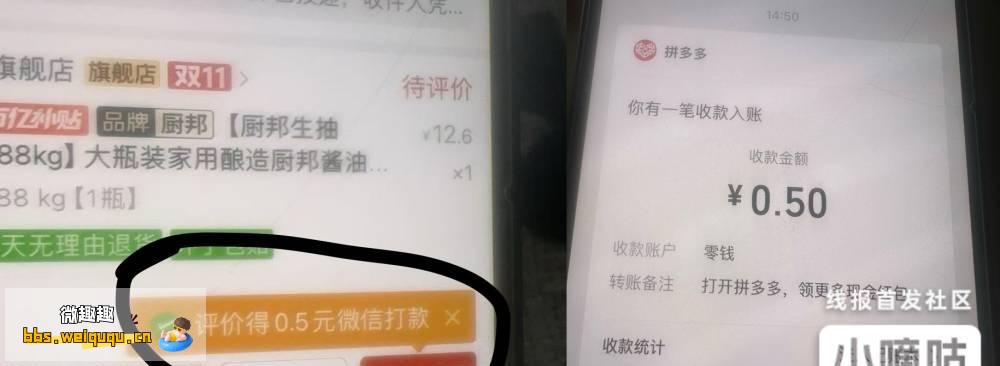 旗舰店 旗舰店 双11 >
待评价
品牌 厨邦 【厨邦生抽
¥12.6
88kg】大瓶装家用酿造厨邦酱油...
×1
88 kg【1瓶】
天无理由退货
评价得0.5元微信打款 ×
微趣趣
bbs.weiququ.cn
14:50
拼多多
你有一笔收款入账
收款金额
¥0.50
收款账户 零钱
转账备注 打开拼多多，领更多现金红包
线报首发社区
收款统计
小嘀咕